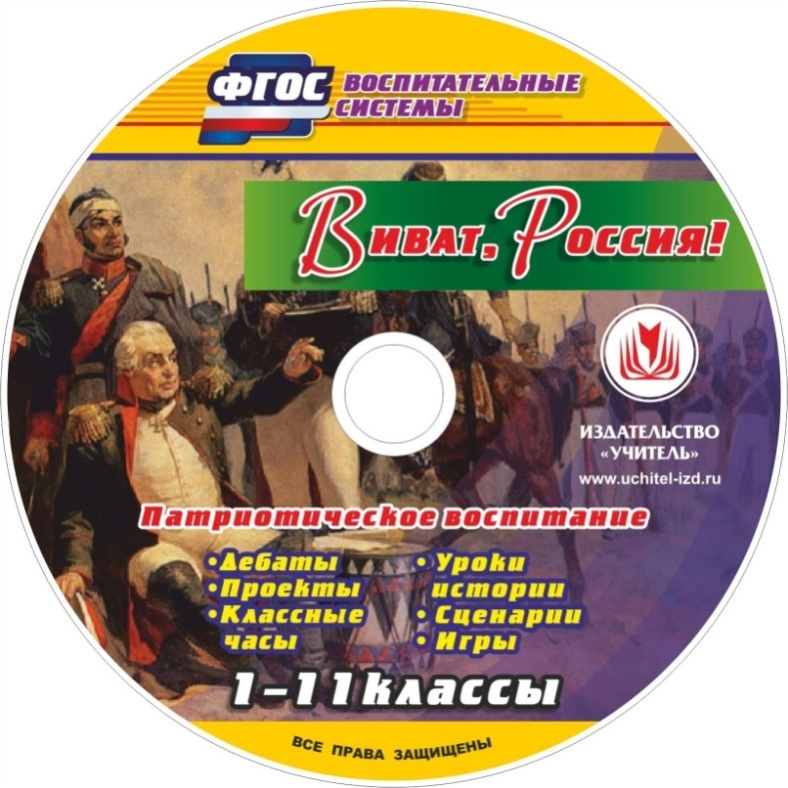 ФГОС
ВОСПИТАТЕЛЬНЫЕ
СИСТЕМЫ
Виват, Россия!
ИЗДАТЕЛЬСТВО
«УЧИТЕЛЬ»
www.uchitel-izd.ru
Патриотическое воспитание
•Дебаты
•Проекты
•Классные
часы
• Уроки
истории
• Сценарии
• Игры
1–11 классы
ВСЕ ПРАВА ЗАЩИЩЕНЫ